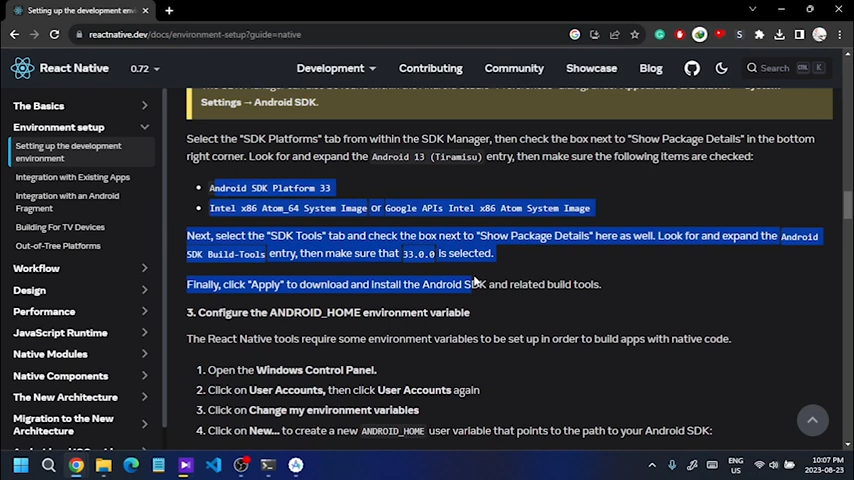 Setting up the development envi
reactnative.dev/docs/environment-setup?guide=native
React Native
0.72
Development
Contributing
Community
Showcase
Blog
Search
CTRL
K
The Basics
Environment setup
Setting up the development
environment
Integration with Existing Apps
Integration with an Android
Fragment
Building For TV Devices
Out-of-Tree Platforms
Workflow
Design
Performance
JavaScript Runtime
Native Modules
Native Components
The New Architecture
Migration to the New
Architecture
Settings → Android SDK.
Select the "SDK Platforms" tab from within the SDK Manager, then check the box next to "Show Package Details" in the bottom
right corner. Look for and expand the Android 13 (Tiramisu) entry, then make sure the following items are checked:
• Android SDK Platform 33
• Intel x86 Atom_64 System Image or Google APIs Intel x86 Atom System Image
Next, select the "SDK Tools" tab and check the box next to "Show Package Details" here as well. Look for and expand the Android
SDK Build-Tools entry, then make sure that 33.0.0 is selected.
Finally, click "Apply" to download and install the Android SDK and related build tools.
3. Configure the ANDROID_HOME environment variable
The React Native tools require some environment variables to be set up in order to build apps with native code.
1. Open the Windows Control Panel.
2. Click on User Accounts, then click User Accounts again
3. Click on Change my environment variables
4. Click on New... to create a new ANDROID_HOME user variable that points to the path to your Android SDK:
ENG
US
10:07 PM
2023-08-23